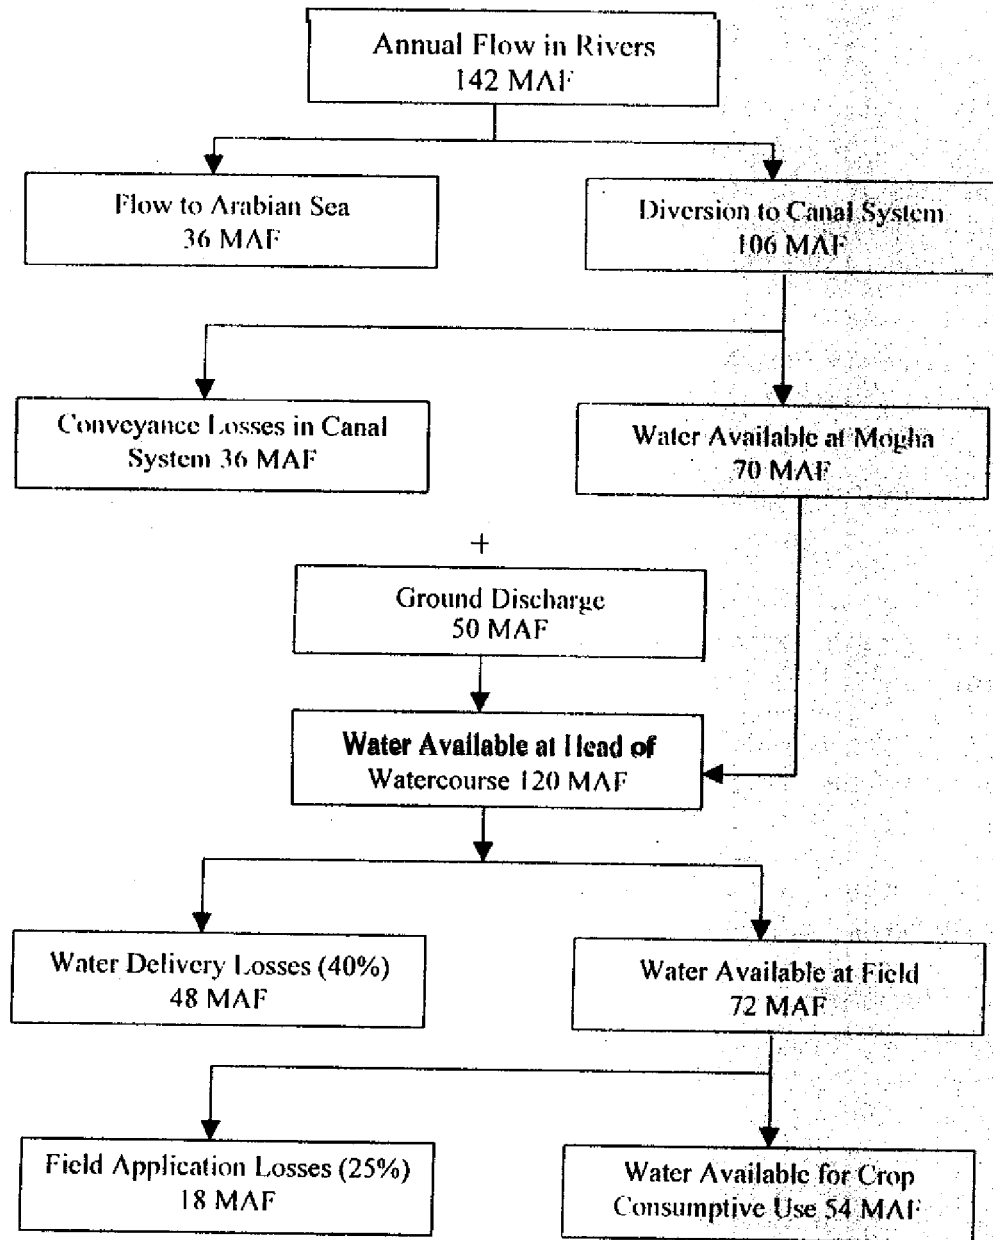 Annual Flow in Rivers
142 MAF
Flow to Arabian Sea
36 MAF
Diversion to Canal System
106 MAF
Conveyance Losses in Canal
System 36 MAF
Water Available at Mogha
70 MAF
+
Ground Discharge
50 MAF
Water Available at Head of
Watercourse 120 MAF
Water Delivery Losses (40%)
48 MAF
Water Available at Field
72 MAF
Field Application Losses (25%)
18 MAF
Water Available for Crop
Consumptive Use 54 MAF